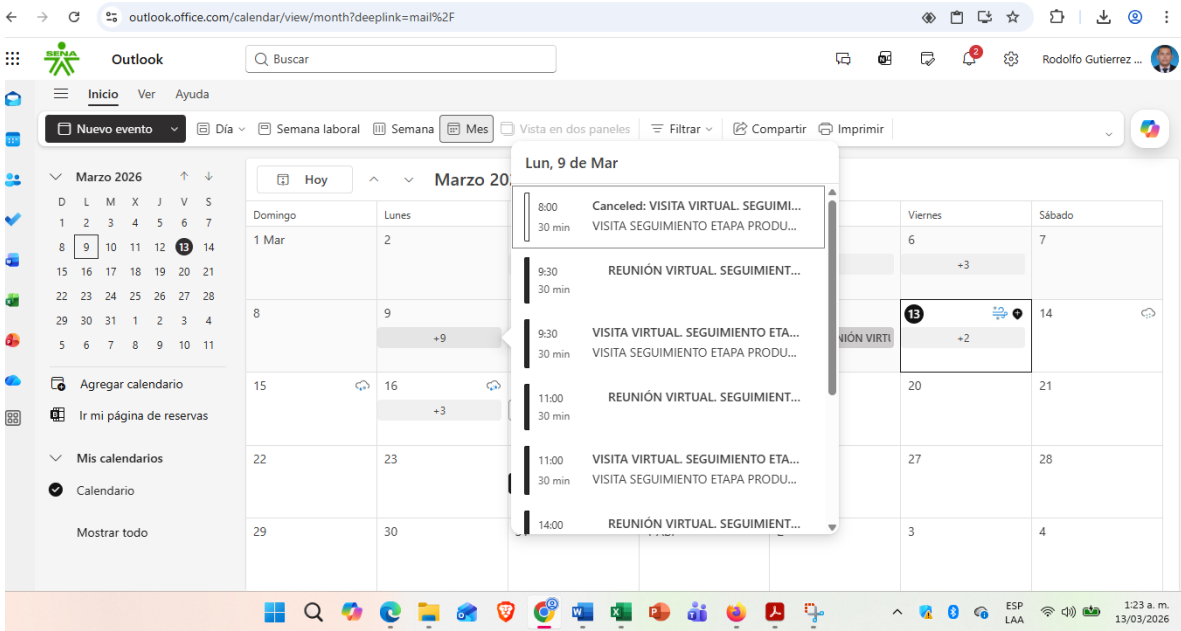 outlook.office.com/calendar/view/month?deeplink=mail%2F
SENA
Outlook
Buscar
2
Rodolfo Gutierrez ...
Inicio Ver Ayuda
Nuevo evento
Día
Semana laboral
Semana
Mes
Vista en dos paneles
Filtrar
Compartir
Imprimir
Marzo 2026
D L M X J V S
1 2 3 4 5 6 7
8 9 10 11 12 13 14
15 16 17 18 19 20 21
22 23 24 25 26 27 28
29 30 31 1 2 3 4
5 6 7 8 9 10 11
Agregar calendario
Ir mi página de reservas
Mis calendarios
Calendario
Mostrar todo
Hoy
Marzo 20
Domingo Lunes Viernes Sábado
1 Mar 2 6 7
+3
8 9 13 14
+9 NIÓN VIRTU +2
15 16 20 21
+3
22 23 27 28
29 30 3 4
Lun, 9 de Mar
8:00 Canceled: VISITA VIRTUAL. SEGUIMI...
30 min VISITA SEGUIMIENTO ETAPA PRODU...
9:30 REUNIÓN VIRTUAL. SEGUIMIENT...
30 min
9:30 VISITA VIRTUAL. SEGUIMIENTO ETA...
30 min VISITA SEGUIMIENTO ETAPA PRODU...
11:00 REUNIÓN VIRTUAL. SEGUIMIENT...
30 min
11:00 VISITA VIRTUAL. SEGUIMIENTO ETA...
30 min VISITA SEGUIMIENTO ETAPA PRODU...
14:00 REUNIÓN VIRTUAL. SEGUIMIENT...
ESP
LAA
1:23 a. m.
13/03/2026